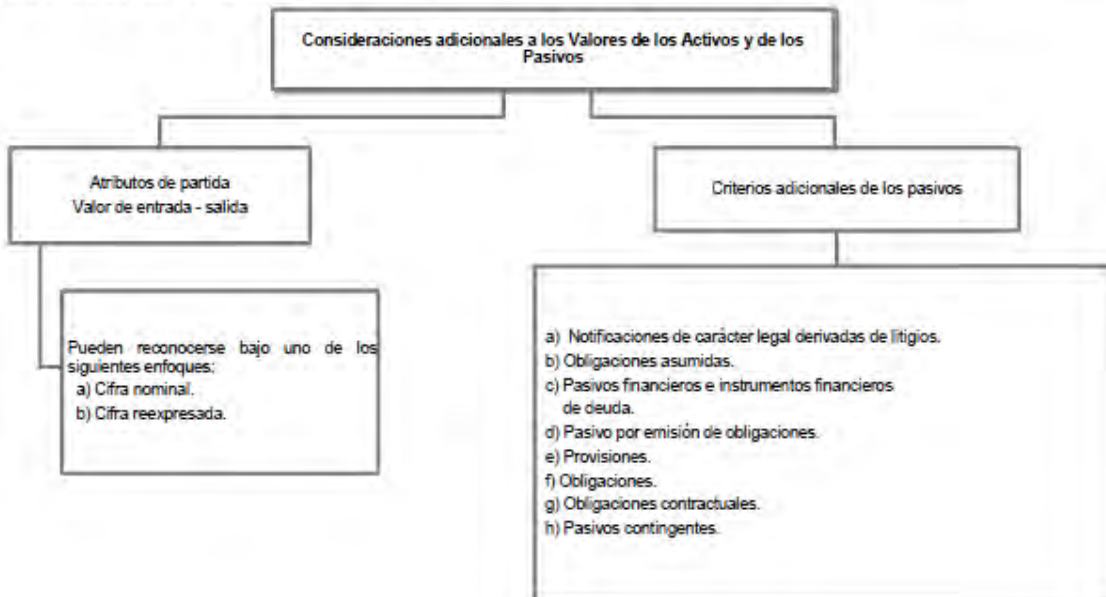 Consideraciones adicionales a los Valores de los Activos y de los
Pasivos
Atributos de partida
Valor de entrada - salida
Criterios adicionales de los pasivos
Pueden reconocerse bajo uno de los
siguientes enfoques:
a) Cifra nominal.
b) Cifra reexpresada.
a) Notificaciones de carácter legal derivadas de litigios.
b) Obligaciones asumidas.
c) Pasivos financieros e instrumentos financieros
de deuda.
d) Pasivo por emisión de obligaciones.
e) Provisiones.
f) Obligaciones.
g) Obligaciones contractuales.
h) Pasivos contingentes.